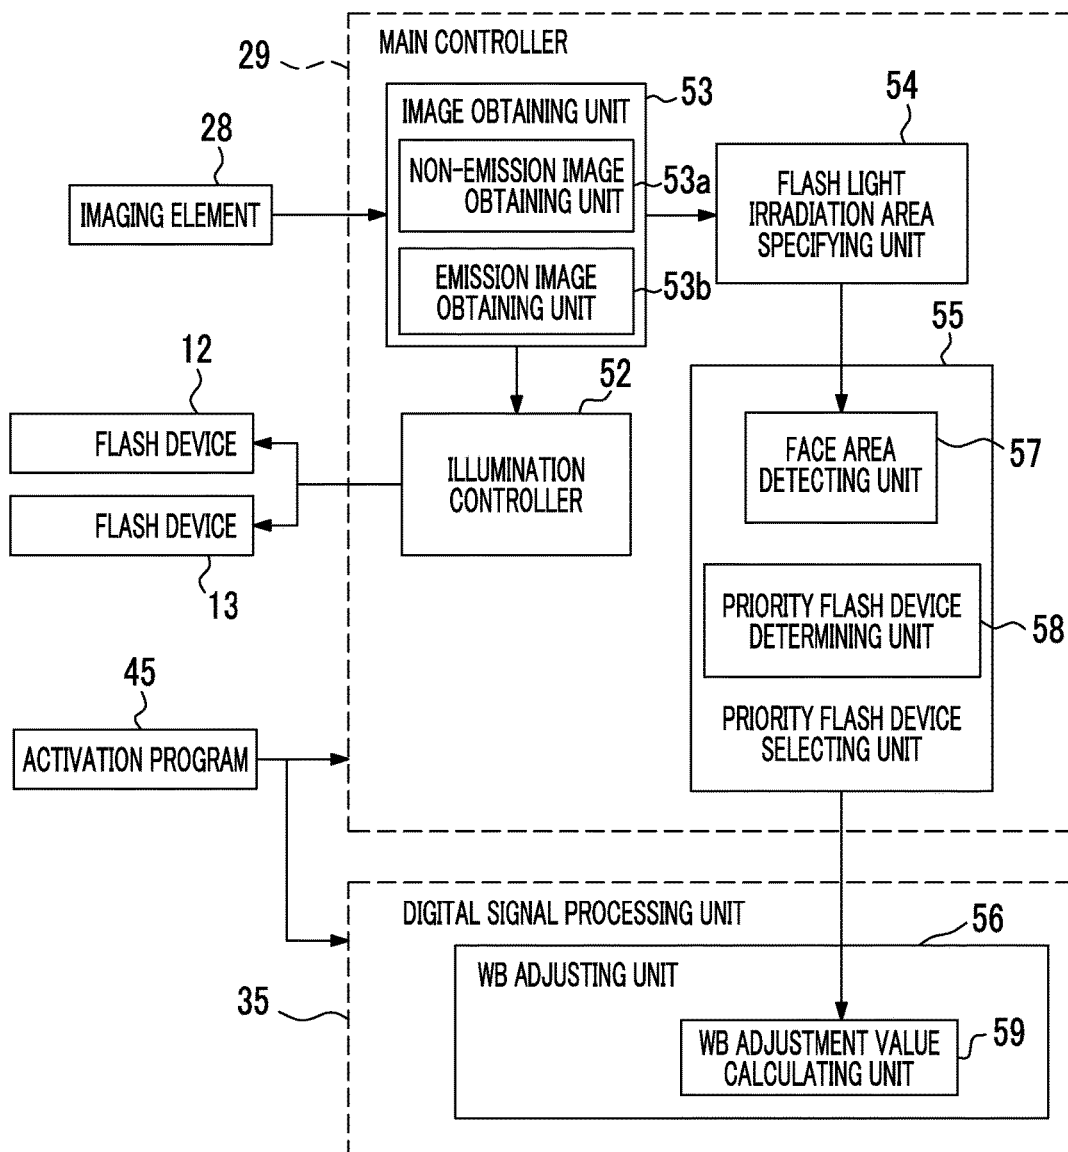 MAIN CONTROLLER
29
53
IMAGE OBTAINING UNIT
54
28
NON-EMISSION IMAGE
OBTAINING UNIT
53a
FLASH LIGHT
IRRADIATION AREA
SPECIFYING UNIT
IMAGING ELEMENT
EMISSION IMAGE
OBTAINING UNIT
53b
55
12
52
FLASH DEVICE
ILLUMINATION
CONTROLLER
FACE AREA
DETECTING UNIT
57
FLASH DEVICE
13
PRIORITY FLASH DEVICE
DETERMINING UNIT
58
45
PRIORITY FLASH DEVICE
SELECTING UNIT
ACTIVATION PROGRAM
DIGITAL SIGNAL PROCESSING UNIT
56
WB ADJUSTING UNIT
35
WB ADJUSTMENT VALUE
CALCULATING UNIT
59